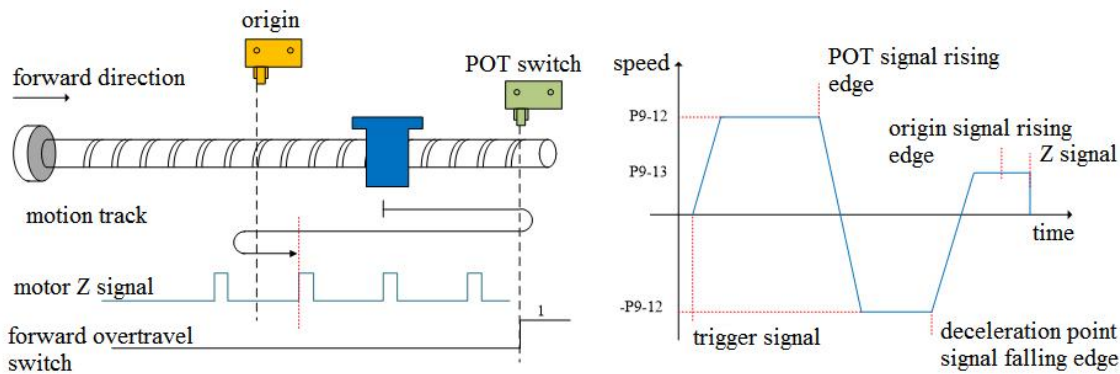 origin
forward direction
POT switch
motion track
motor Z signal
forward overtravel
switch
1
speed
POT signal rising
edge
P9-12
origin signal rising
edge
Z signal
P9-13
time
-P9-12
trigger signal
deceleration point
signal falling edge